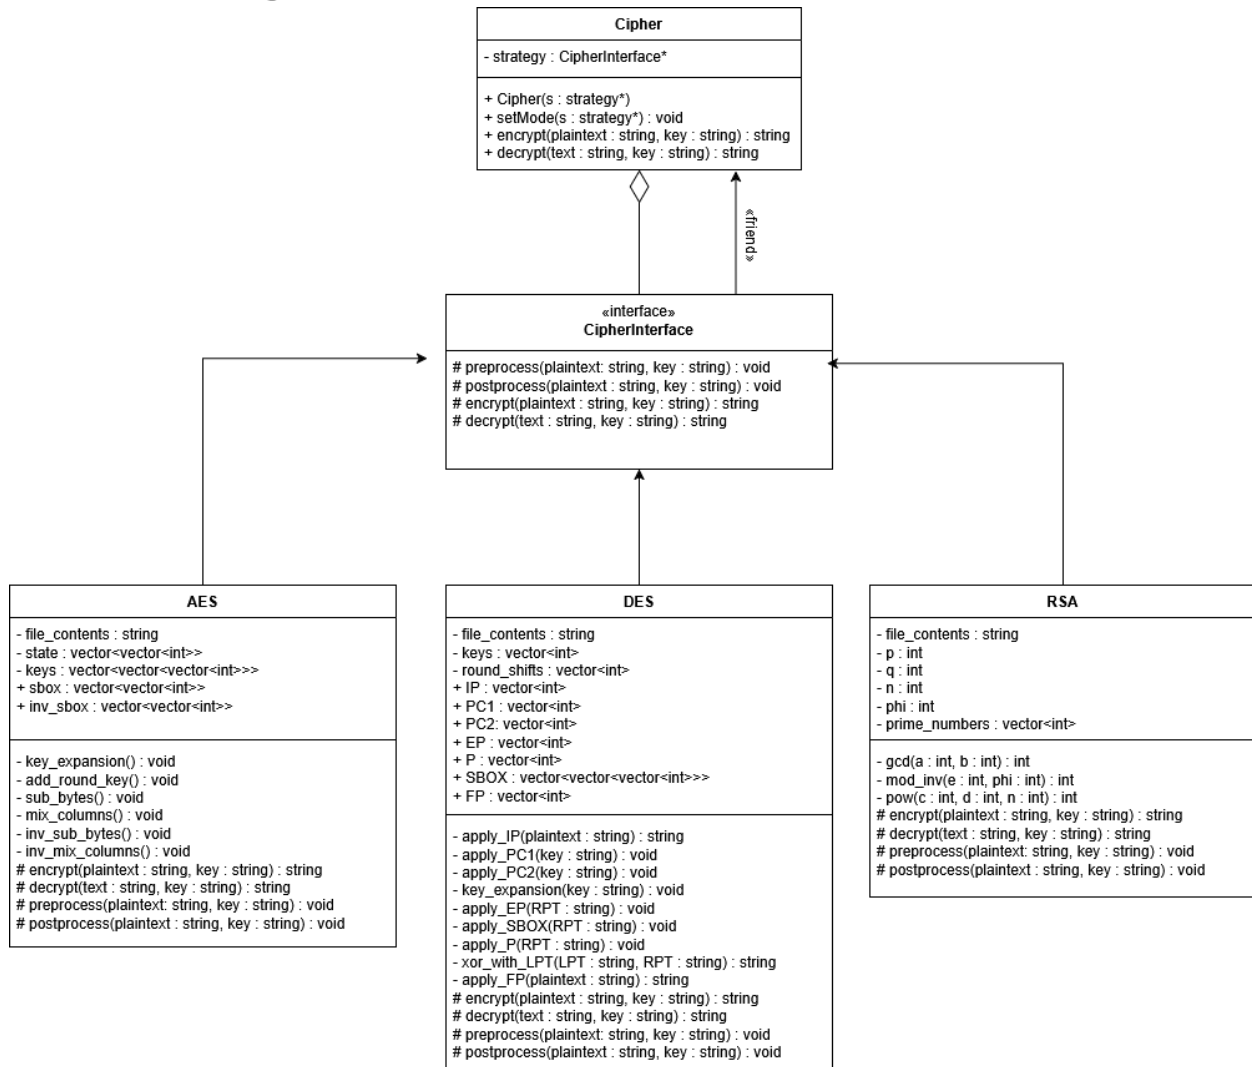 Cipher
- strategy : CipherInterface*
+ Cipher(s : strategy*)
+ setMode(s : strategy*) : void
+ encrypt(plaintext : string, key : string) : string
+ decrypt(text : string, key : string) : string
«friend»
«interface»
CipherInterface
# preprocess(plaintext: string, key : string) : void
# postprocess(plaintext : string, key : string) : void
# encrypt(plaintext : string, key : string) : string
# decrypt(text : string, key : string) : string
AES
- file_contents : string
- state : vector<vector<int>>
- keys : vector<vector<vector<int>>>
+ sbox : vector<vector<int>>
+ inv_sbox : vector<vector<int>>
- key_expansion() : void
- add_round_key() : void
- sub_bytes() : void
- mix_columns() : void
- inv_sub_bytes() : void
- inv_mix_columns() : void
# encrypt(plaintext : string, key : string) : string
# decrypt(text : string, key : string) : string
# preprocess(plaintext: string, key : string) : void
# postprocess(plaintext : string, key : string) : void
DES
- file_contents : string
- keys : vector<int>
- round_shifts : vector<int>
+ IP : vector<int>
+ PC1 : vector<int>
+ PC2: vector<int>
+ EP : vector<int>
+ P : vector<int>
+ SBOX : vector<vector<vector<int>>>
+ FP : vector<int>
- apply_IP(plaintext : string) : string
- apply_PC1(key : string) : void
- apply_PC2(key : string) : void
- key_expansion(key : string) : void
- apply_EP(RPT : string) : void
- apply_SBOX(RPT : string) : void
- apply_P(RPT : string) : void
- xor_with_LPT(LPT : string, RPT : string) : string
- apply_FP(plaintext : string) : string
# encrypt(plaintext : string, key : string) : string
# decrypt(text : string, key : string) : string
# preprocess(plaintext: string, key : string) : void
# postprocess(plaintext : string, key : string) : void
RSA
- file_contents : string
- p : int
- q : int
- n : int
- phi : int
- prime_numbers : vector<int>
- gcd(a : int, b : int) : int
- mod_inv(e : int, phi : int) : int
- pow(c : int, d : int, n : int) : int
# encrypt(plaintext : string, key : string) : string
# decrypt(text : string, key : string) : string
# preprocess(plaintext: string, key : string) : void
# postprocess(plaintext : string, key : string) : void